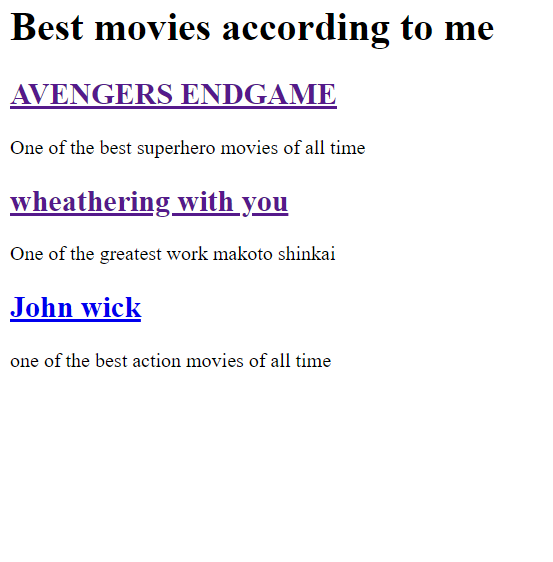 Best movies according to me
AVENGERS ENDGAME
One of the best superhero movies of all time
wheathering with you
One of the greatest work makoto shinkai
John wick
one of the best action movies of all time